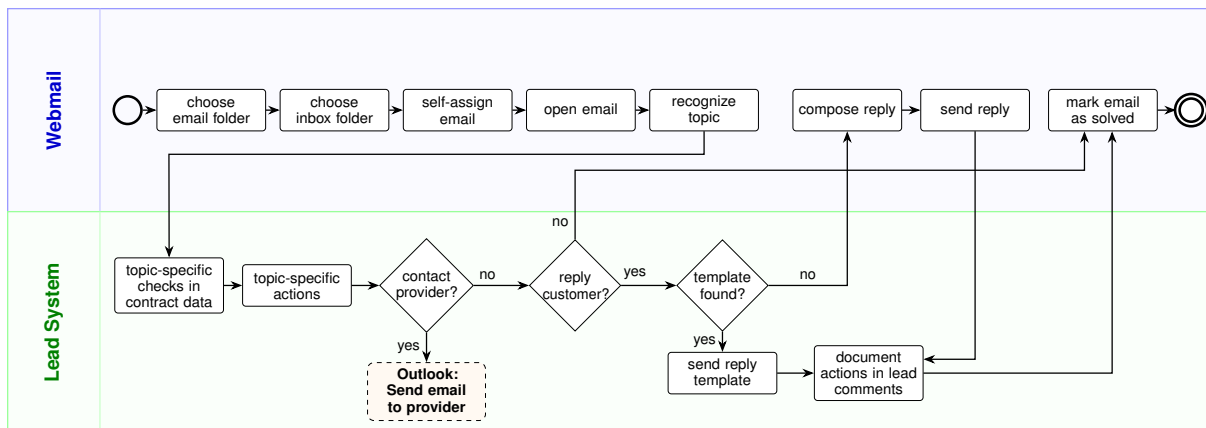 Webmail
choose
email folder
choose
inbox folder
self-assign
email
open email
recognize
topic
compose reply
send reply
mark email
as solved
Lead System
topic-specific
checks in
contract data
topic-specific
actions
contact
provider?
no
yes
Outlook:
Send email
to provider
reply
customer?
no
yes
template
found?
no
yes
send reply
template
document
actions in lead
comments